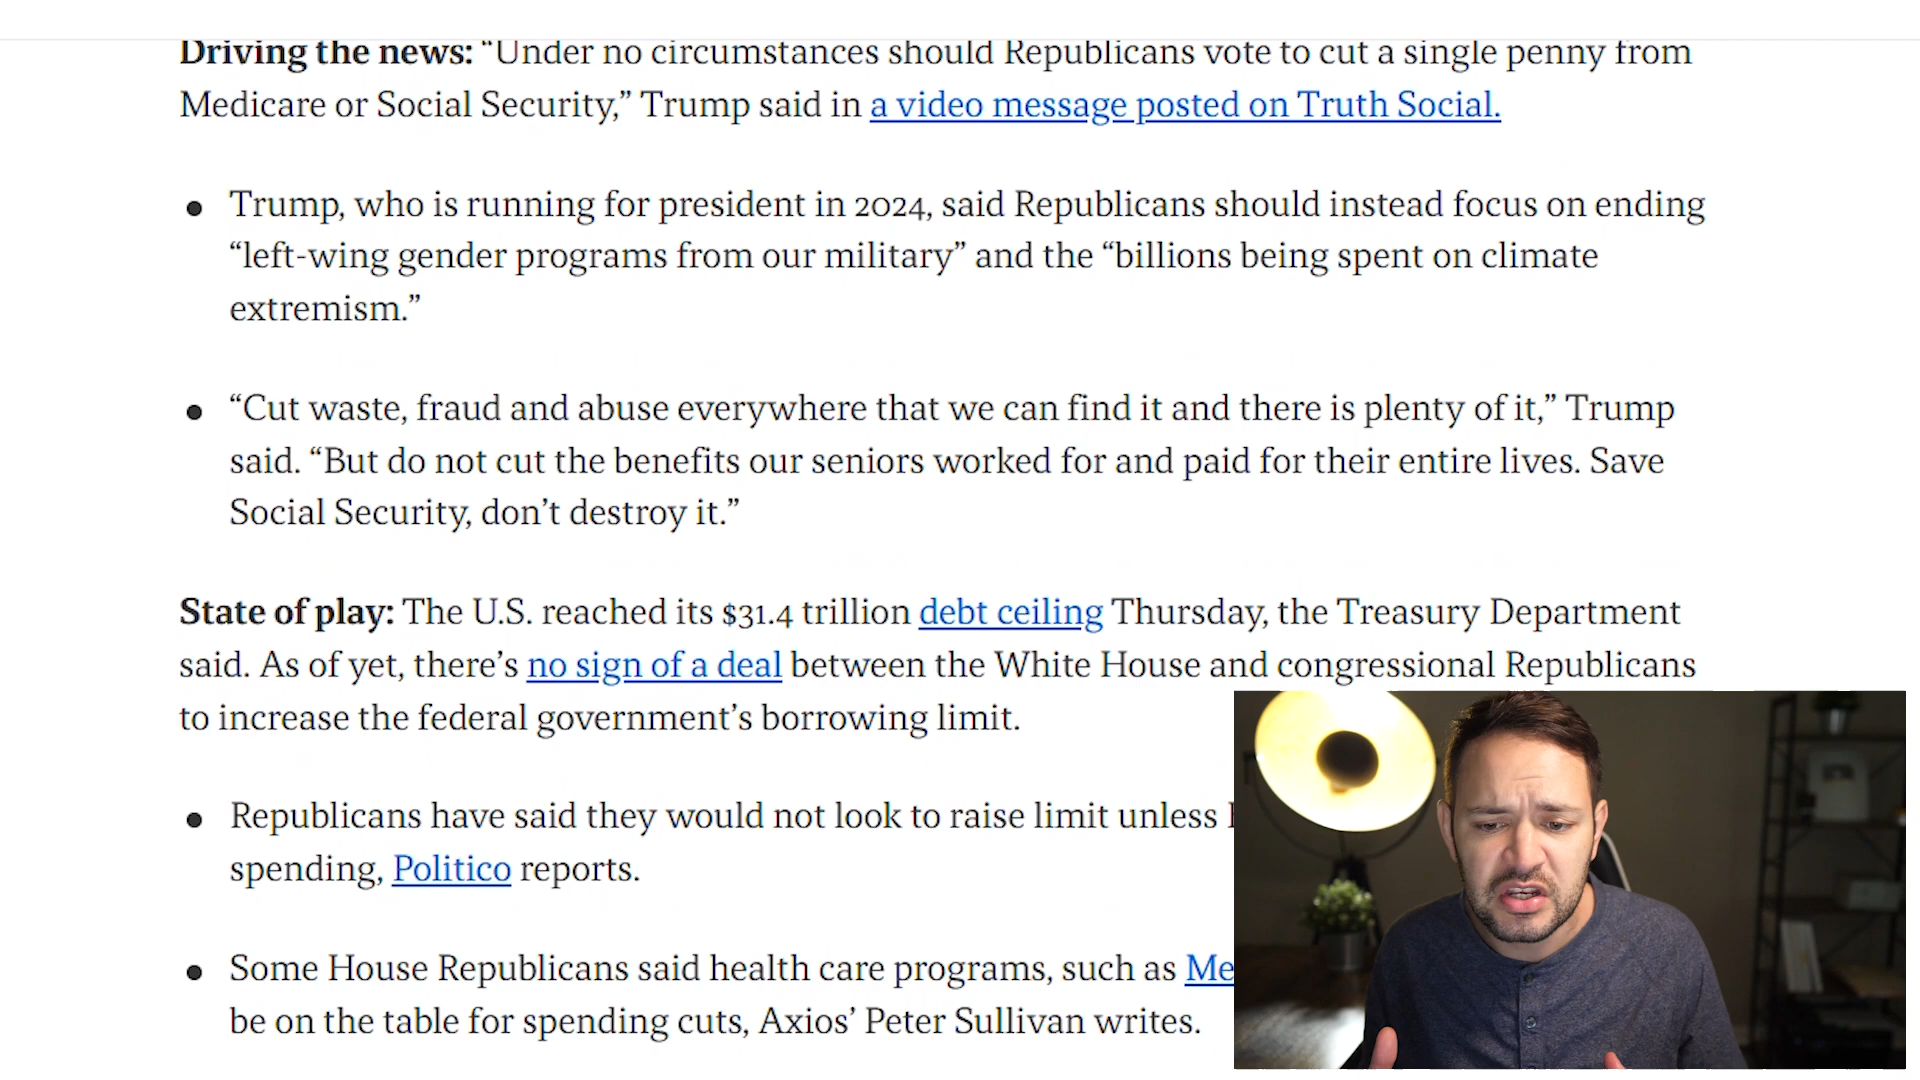 Driving the news: “Under no circumstances should Republicans vote to cut a single penny from
Medicare or Social Security,” Trump said in a video message posted on Truth Social.
● Trump, who is running for president in 2024, said Republicans should instead focus on ending
“left-wing gender programs from our military” and the “billions being spent on climate
extremism.”
● “Cut waste, fraud and abuse everywhere that we can find it and there is plenty of it,” Trump
said. “But do not cut the benefits our seniors worked for and paid for their entire lives. Save
Social Security, don’t destroy it.”
State of play: The U.S. reached its $31.4 trillion debt ceiling Thursday, the Treasury Department
said. As of yet, there’s no sign of a deal between the White House and congressional Republicans
to increase the federal government’s borrowing limit.
● Republicans have said they would not look to raise limit unless
spending, Politico reports.
● Some House Republicans said health care programs, such as Me
be on the table for spending cuts, Axios’ Peter Sullivan writes.